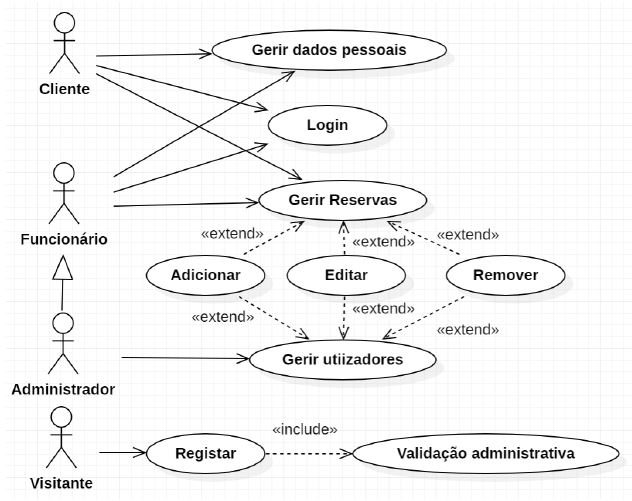 Gerir dados pessoais
Cliente
Login
Gerir Reservas
Funcionário
«extend»
«extend»
«extend»
Adicionar
Editar
Remover
«extend»
«extend»
«extend»
Gerir utiizadores
Administrador
«include»
Registar
Validação administrativa
Visitante